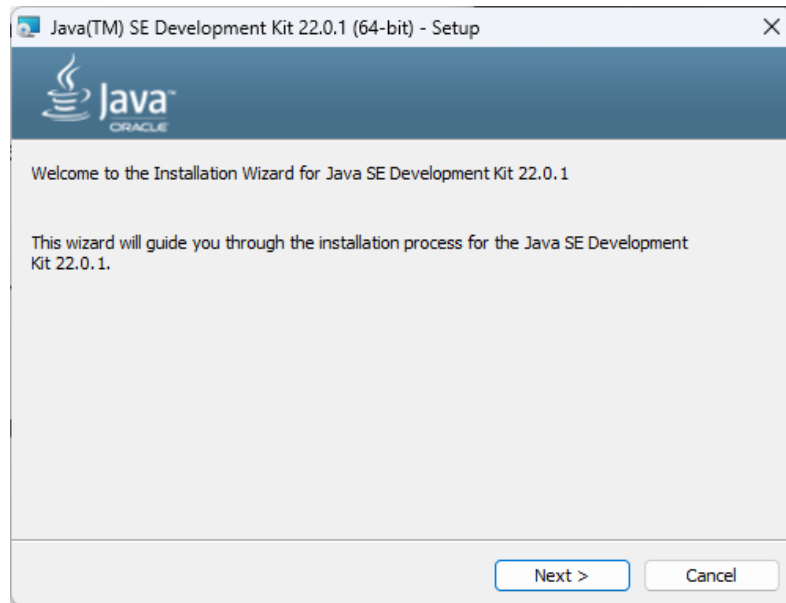 Java(TM) SE Development Kit 22.0.1 (64-bit) - Setup
Java™
ORACLE
Welcome to the Installation Wizard for Java SE Development Kit 22.0.1
This wizard will guide you through the installation process for the Java SE Development
Kit 22.0.1.
Next >
Cancel